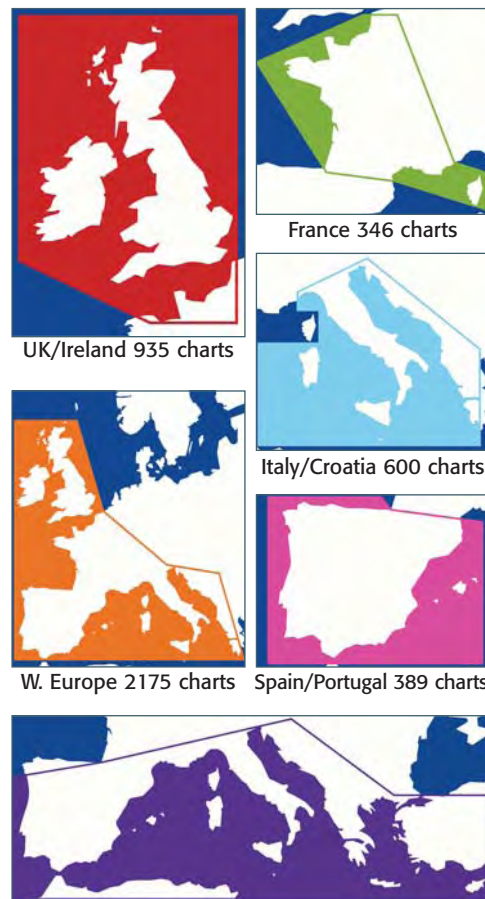 UK/Ireland 935 charts
France 346 charts
Italy/Croatia 600 charts
W. Europe 2175 charts
Spain/Portugal 389 charts